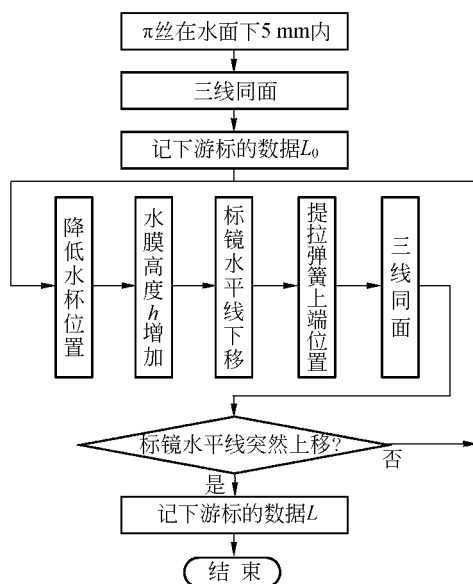 π丝在水面下5 mm内
三线同面
记下游标的数据L₀
降低水杯位置
水膜高度h增加
标镜水平线下移
提拉弹簧上端位置
三线同面
标镜水平线突然上移?
否
是
记下游标的数据L
结 束